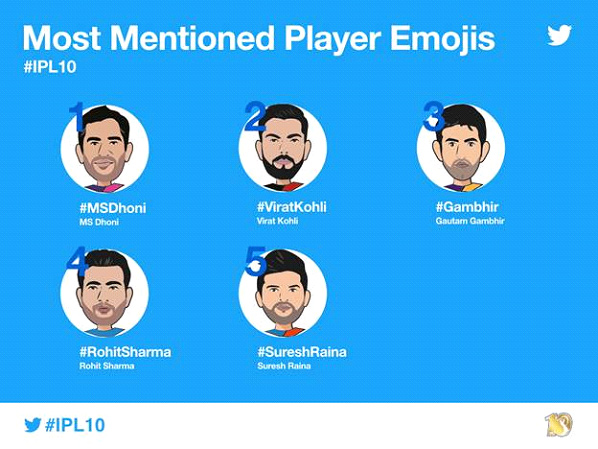 Most Mentioned Player Emojis
#IPL10
1
#MSDhoni
MS Dhoni
2
#ViratKohli
Virat Kohli
3
#Gambhir
Gautam Gambhir
4
#RohitSharma
Rohit Sharma
5
#SureshRaina
Suresh Raina
#IPL10
10